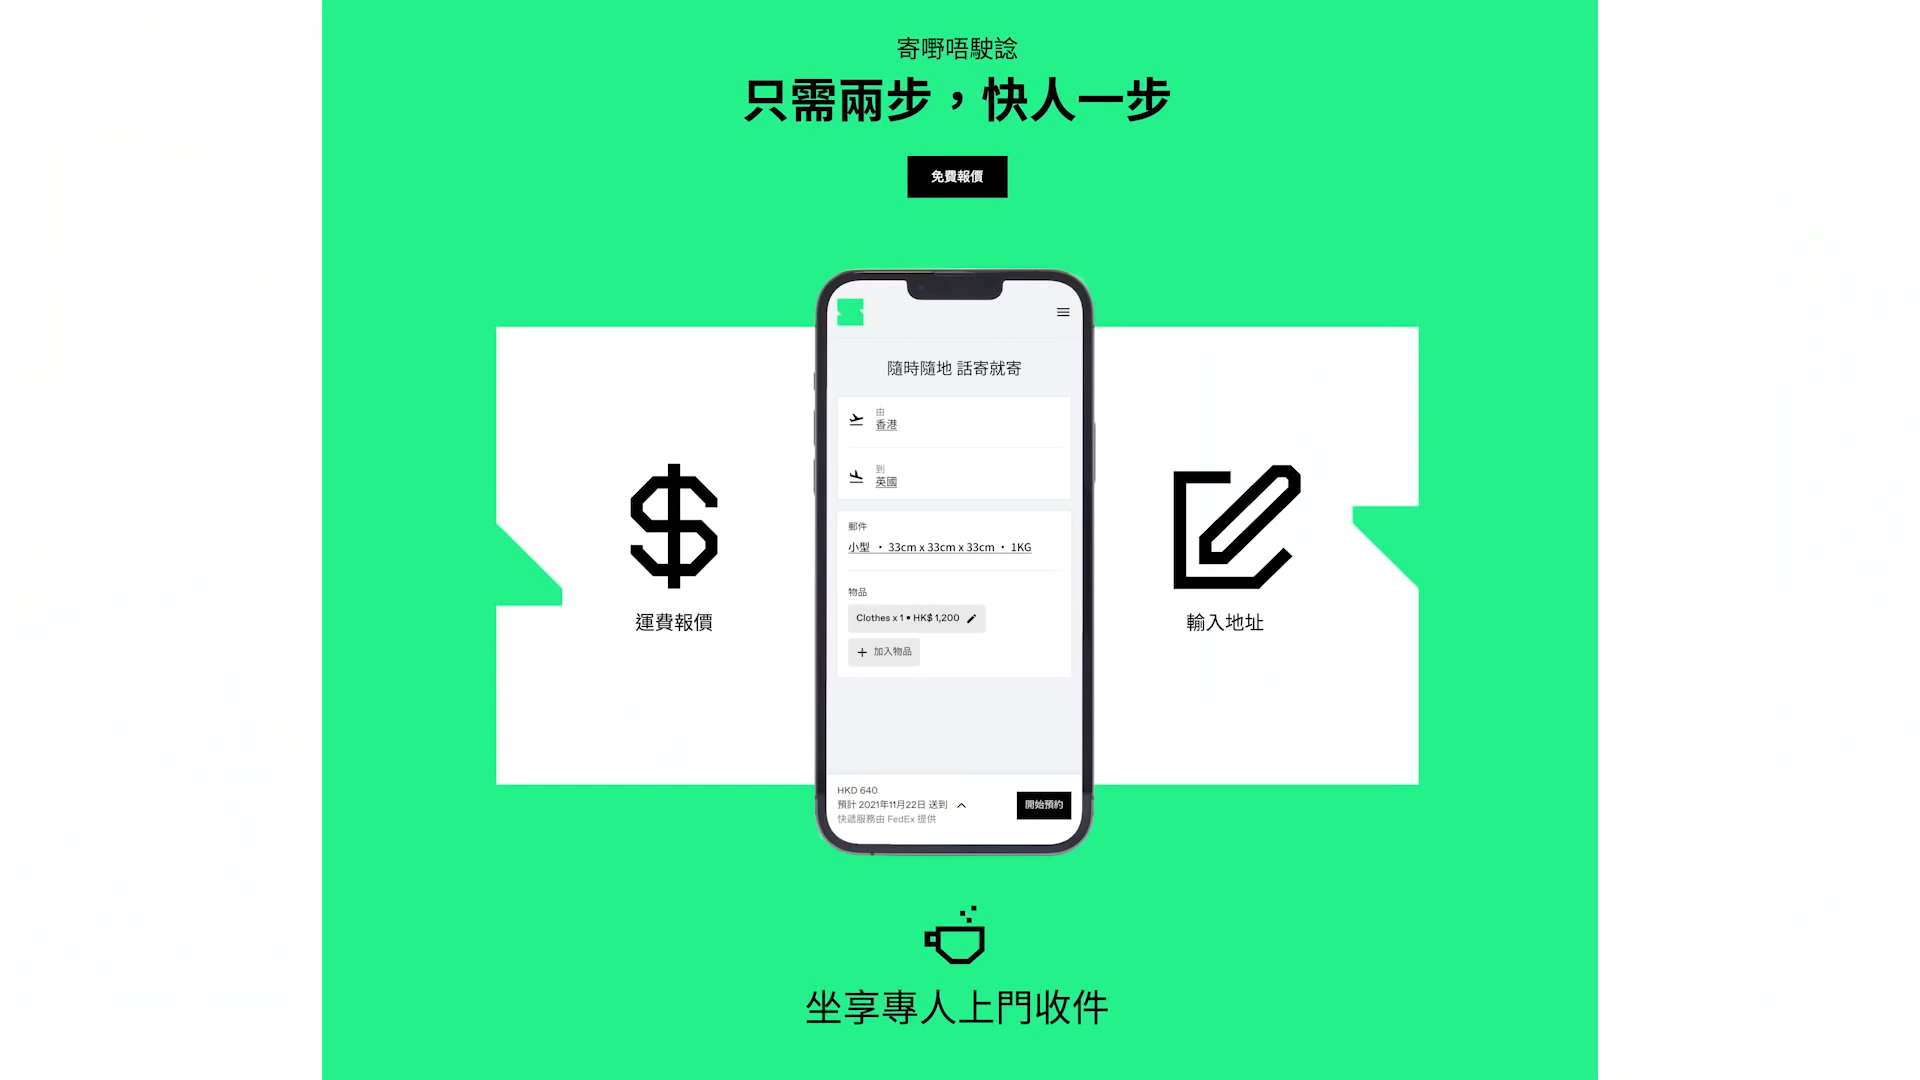 寄嘢唔駛諗
只需兩步，快人一步
免費報價
隨時隨地 話寄就寄
由
香港
到
英國
郵件
小型 • 33cm x 33cm x 33cm • 1KG
物品
Clothes x 1 • HK$ 1,200
+ 加入物品
HKD 640
預計 2021年11月22日 送到
快遞服務由 FedEx 提供
開始預約
運費報價
輸入地址
坐享專人上門收件